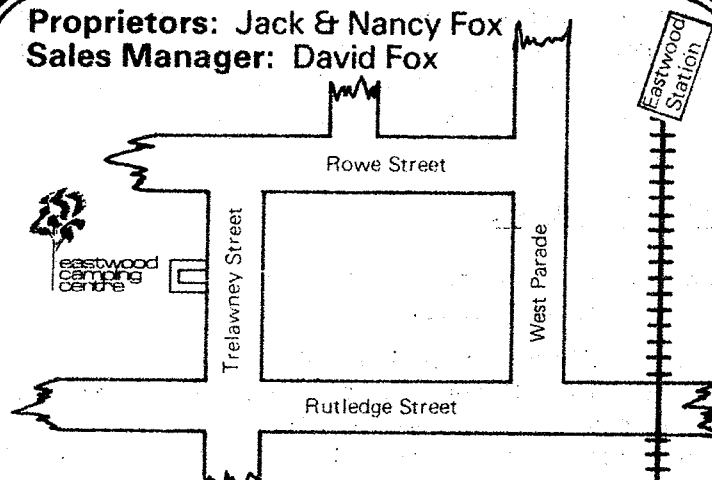 Proprietors: Jack & Nancy Fox
Sales Manager: David Fox
Eastwood
Station
Rowe Street
Trelawney Street
West Parade
eastwood
camping
centre
Rutledge Street